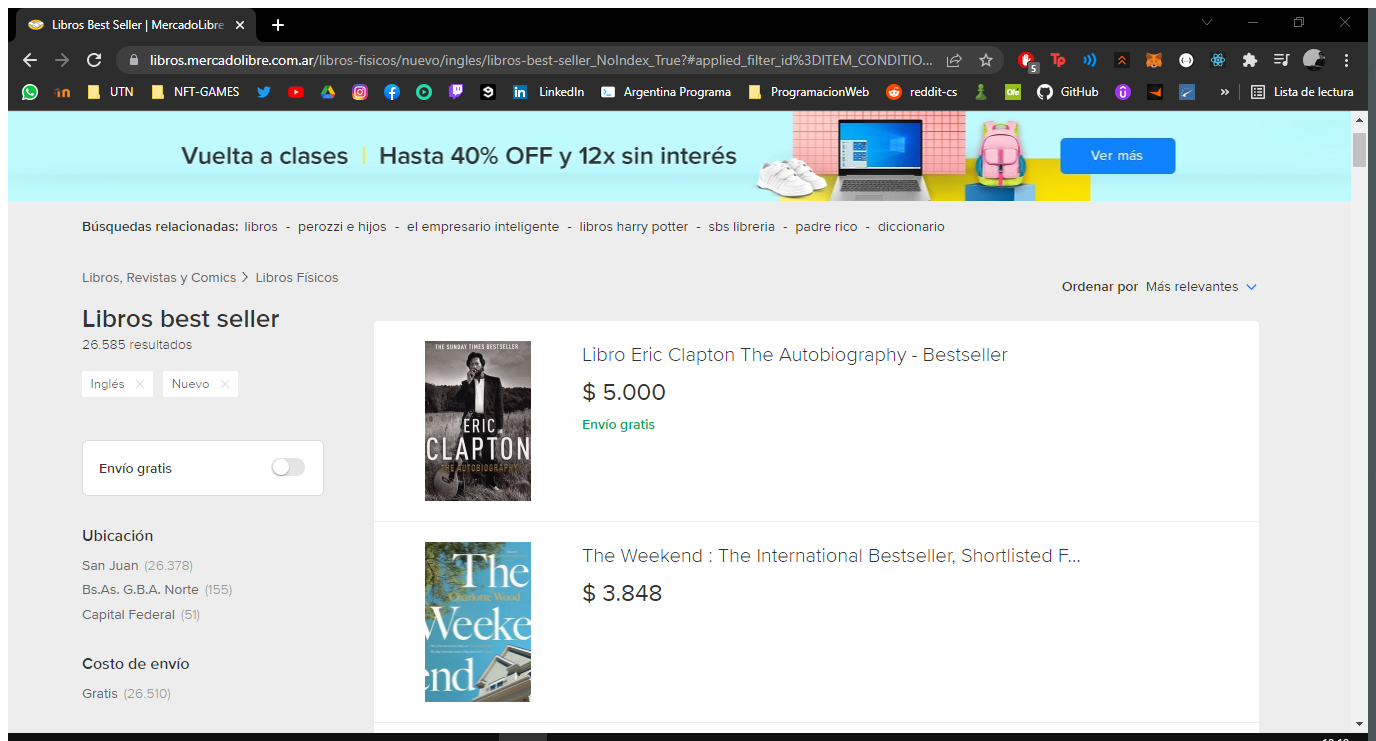 Libros Best Seller | MercadoLibre
libros.mercadolibre.com.ar/libros-fisicos/nuevo/ingles/libros-best-seller_NoIndex_True?#applied_filter_id%3DITEM_CONDITIO...
5
Tp
UTN
NFT-GAMES
LinkedIn
Argentina Programa
ProgramacionWeb
reddit-cs
Ole
GitHub
»
Lista de lectura
Vuelta a clases | Hasta 40% OFF y 12x sin interés
Ver más
Búsquedas relacionadas: libros - perozzi e hijos - el empresario inteligente - libros harry potter - sbs libreria - padre rico - diccionario
Libros, Revistas y Comics > Libros Físicos
Ordenar por Más relevantes
Libros best seller
26.585 resultados
Inglés ×
Nuevo ×
Envío gratis
Ubicación
San Juan (26.378)
Bs.As. G.B.A. Norte (155)
Capital Federal (51)
Costo de envío
Gratis (26.510)
THE SUNDAY TIMES BESTSELLER
ERIC
CLAPTON
THE AUTOBIOGRAPHY
Libro Eric Clapton The Autobiography - Bestseller
$ 5.000
Envío gratis
The
Charlotte Wood
Weeke
end
The Weekend : The International Bestseller, Shortlisted F...
$ 3.848